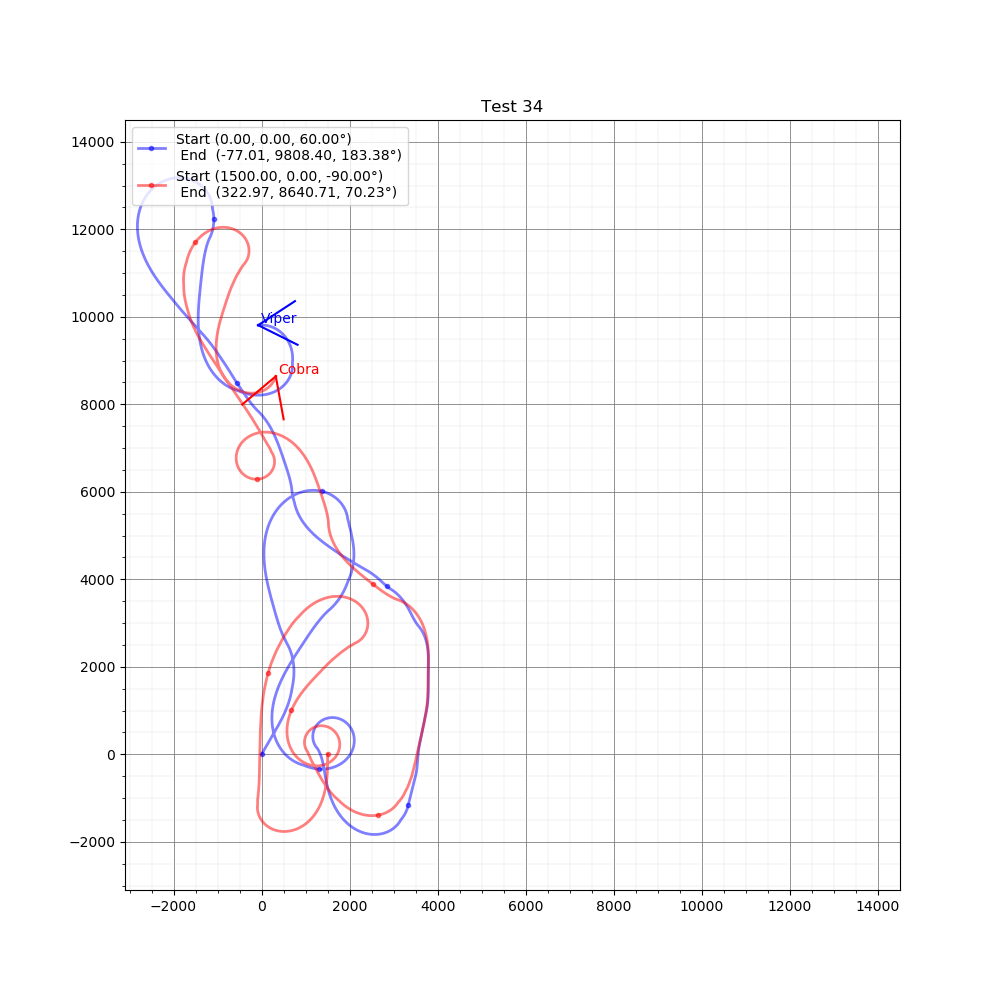 Test 34
Start (0.00, 0.00, 60.00°)
End  (-77.01, 9808.40, 183.38°)
Start (1500.00, 0.00, -90.00°)
End  (322.97, 8640.71, 70.23°)
14000
12000
10000
8000
6000
4000
2000
0
−2000
Viper
Cobra
−2000 0 2000 4000 6000 8000 10000 12000 14000